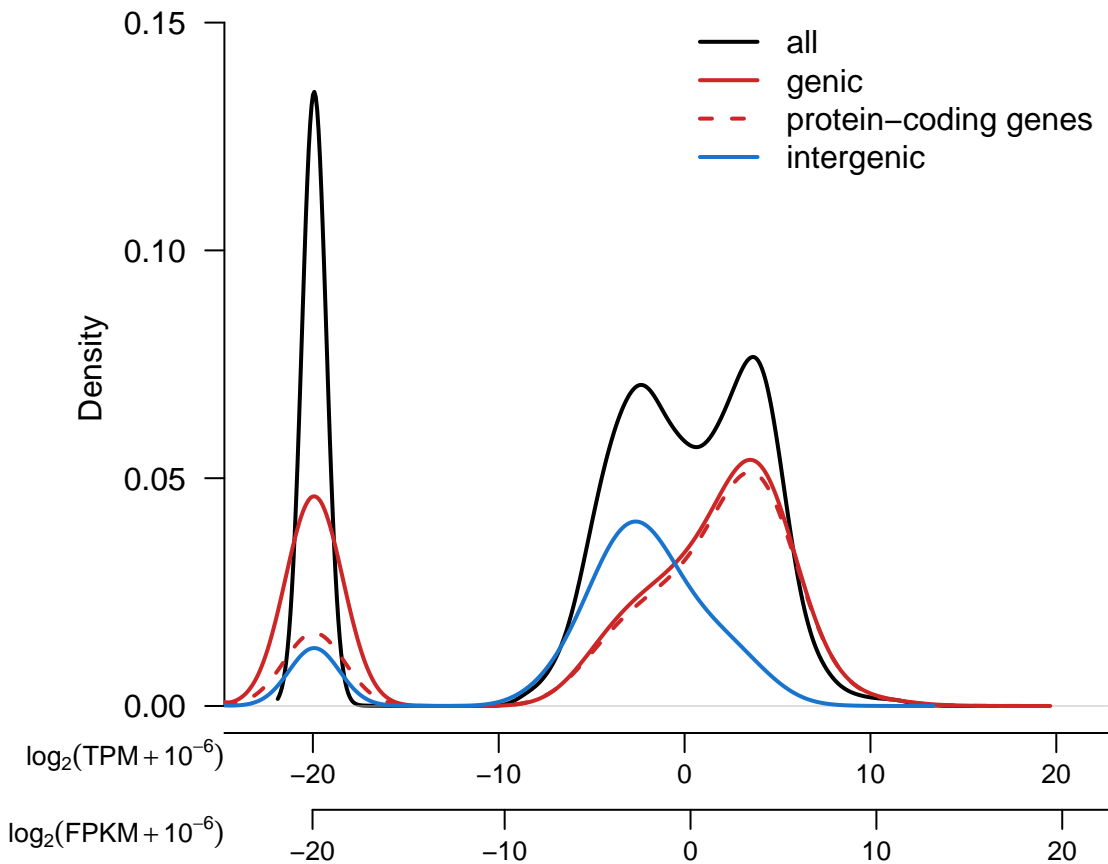 0.15
all
genic
protein−coding genes
intergenic
0.10
Density
0.05
0.00
log₂(TPM + 10⁻⁶)
−20 −10 0 10 20
log₂(FPKM + 10⁻⁶)
−20 −10 0 10 20